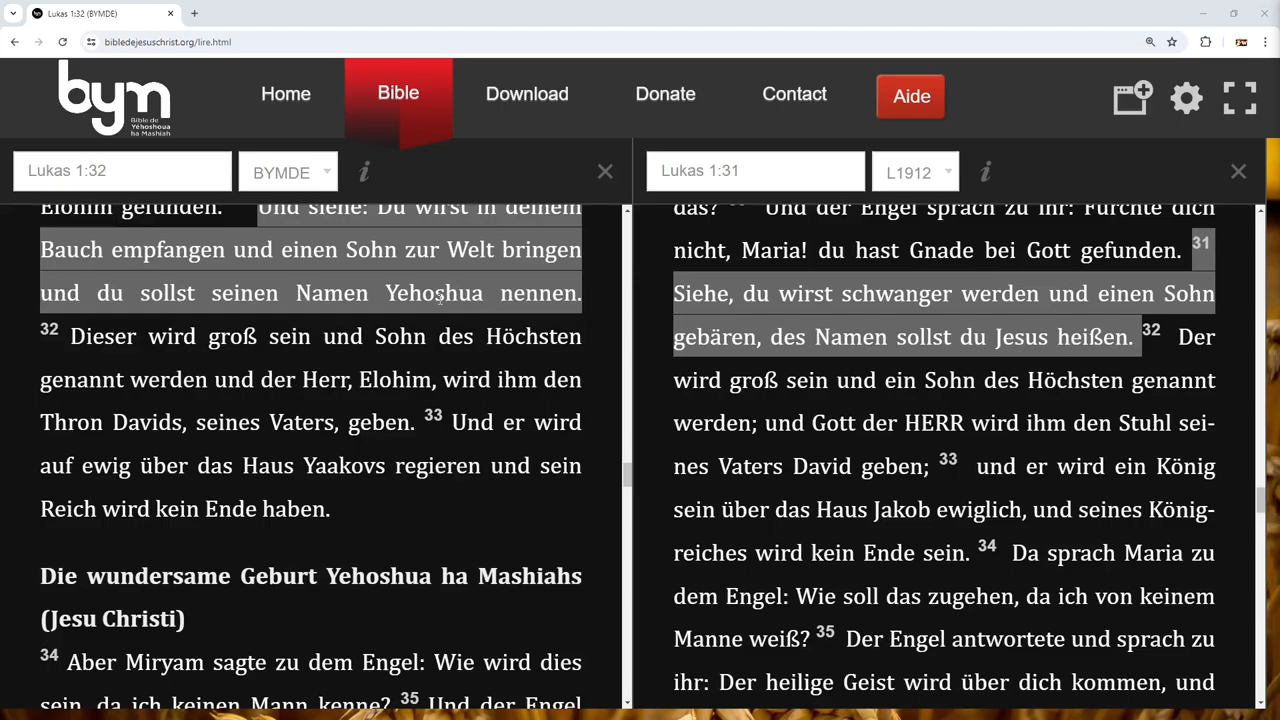 Lukas 1:32 (BYMDE)
bibledejesuschrist.org/lire.html
bym
Bible de
Yéhoshoua
ha Mashiah
Home
Bible
Download
Donate
Contact
Aide
Lukas 1:32
BYMDE
i
Elohim gefunden. Und siehe: Du wirst in deinem
Bauch empfangen und einen Sohn zur Welt bringen
und du sollst seinen Namen Yehoshua nennen.
32 Dieser wird groß sein und Sohn des Höchsten
genannt werden und der Herr, Elohim, wird ihm den
Thron Davids, seines Vaters, geben. 33 Und er wird
auf ewig über das Haus Yaakovs regieren und sein
Reich wird kein Ende haben.
Die wundersame Geburt Yehoshua ha Mashiahs
(Jesu Christi)
34 Aber Miryam sagte zu dem Engel: Wie wird dies
sein, da ich keinen Mann kenne? 35 Und der Engel
Lukas 1:31
L1912
i
das? Und der Engel sprach zu ihr: Fürchte dich
nicht, Maria! du hast Gnade bei Gott gefunden. 31
Siehe, du wirst schwanger werden und einen Sohn
gebären, des Namen sollst du Jesus heißen. 32 Der
wird groß sein und ein Sohn des Höchsten genannt
werden; und Gott der HERR wird ihm den Stuhl sei-
nes Vaters David geben; 33 und er wird ein König
sein über das Haus Jakob ewiglich, und seines König-
reiches wird kein Ende sein. 34 Da sprach Maria zu
dem Engel: Wie soll das zugehen, da ich von keinem
Manne weiß? 35 Der Engel antwortete und sprach zu
ihr: Der heilige Geist wird über dich kommen, und